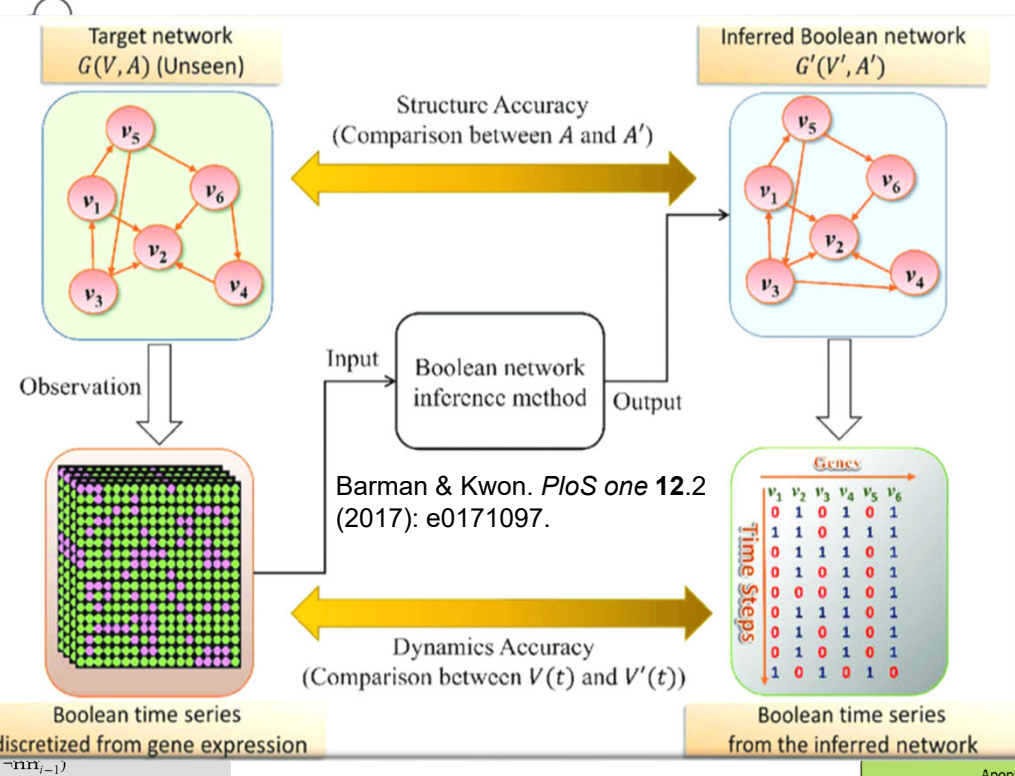 Target network
G(V, A) (Unseen)
Inferred Boolean network
G′(V′, A′)
Structure Accuracy
(Comparison between A and A′)
v5
v1
v6
v2
v3
v4
v5
v1
v6
v2
v3
v4
Observation
Input
Boolean network
inference method
Output
Barman & Kwon. PloS one 12.2
(2017): e0171097.
Genes
Time Steps
v1 v2 v3 v4 v5 v6
0 1 0 1 0 1
1 1 0 1 1 1
0 1 1 1 0 1
0 1 0 1 0 1
0 0 0 1 0 1
0 1 1 1 0 1
0 1 0 1 0 1
0 1 0 1 0 1
1 0 1 0 1 0
Dynamics Accuracy
(Comparison between V(t) and V′(t))
Boolean time series
discretized from gene expression
Boolean time series
from the inferred network